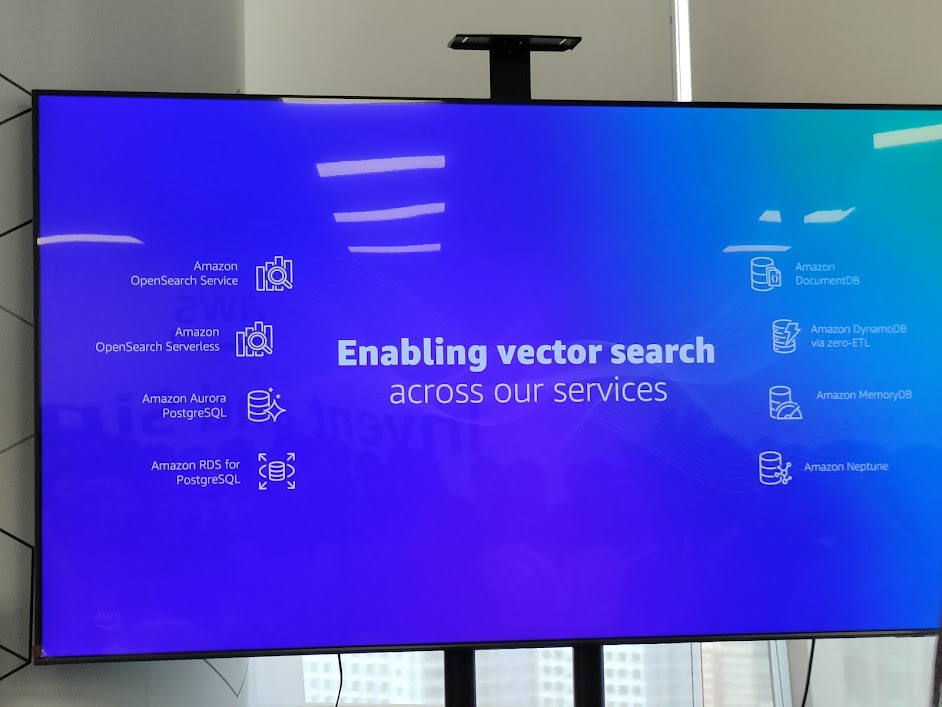 Amazon
OpenSearch Service
Amazon
OpenSearch Serverless
Amazon Aurora
PostgreSQL
Amazon RDS for
PostgreSQL
Enabling vector search
across our services
Amazon
DocumentDB
Amazon DynamoDB
via zero-ETL
Amazon MemoryDB
Amazon Neptune
aws